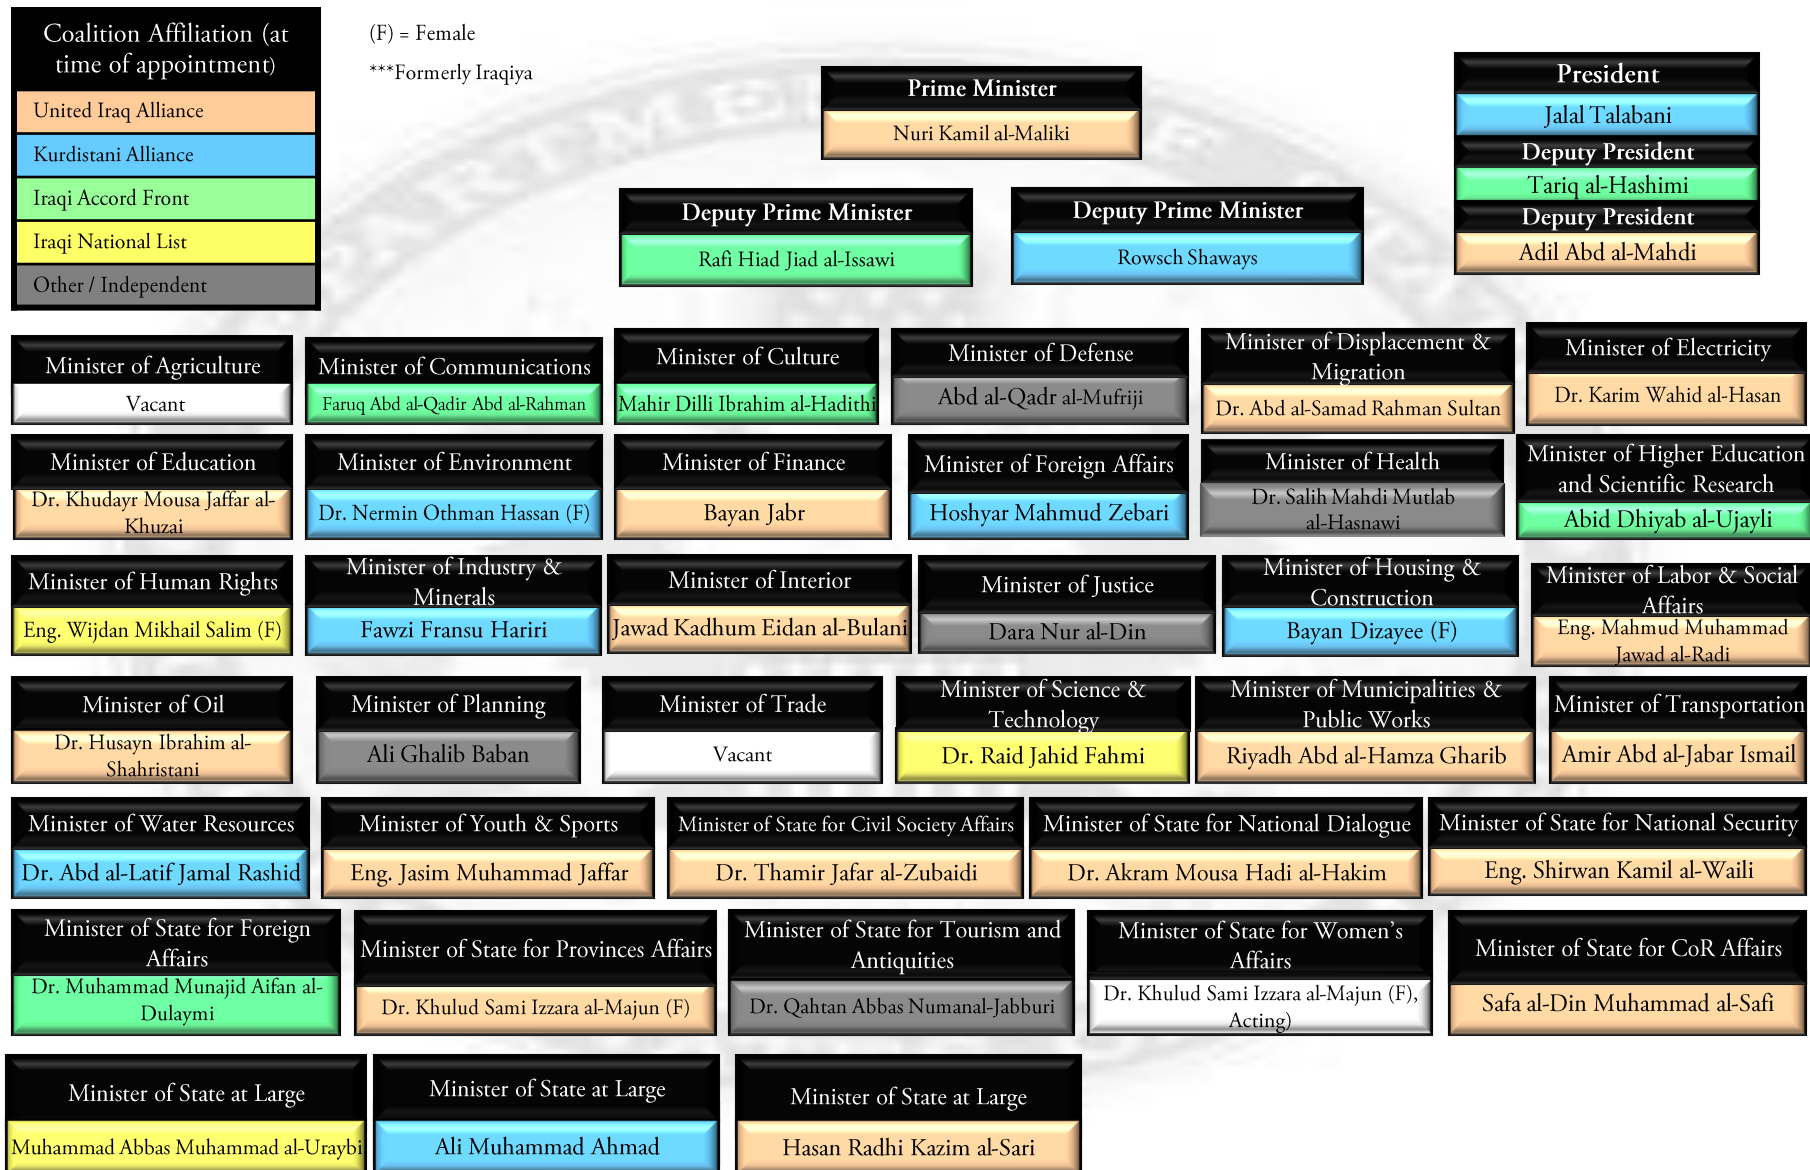 Coalition Affiliation (at
time of appointment)
United Iraq Alliance
Kurdistani Alliance
Iraqi Accord Front
Iraqi National List
Other / Independent
(F) = Female
***Formerly Iraqiya
Prime Minister
Nuri Kamil al-Maliki
President
Jalal Talabani
Deputy President
Tariq al-Hashimi
Deputy President
Adil Abd al-Mahdi
Deputy Prime Minister
Rafi Hiad Jiad al-Issawi
Deputy Prime Minister
Rowsch Shaways
Minister of Agriculture
Vacant
Minister of Communications
Faruq Abd al-Qadir Abd al-Rahman
Minister of Culture
Mahir Dilli Ibrahim al-Hadithi
Minister of Defense
Abd al-Qadr al-Mufriji
Minister of Displacement &
Migration
Dr. Abd al-Samad Rahman Sultan
Minister of Electricity
Dr. Karim Wahid al-Hasan
Minister of Education
Dr. Khudayr Mousa Jaffar al-
Khuzai
Minister of Environment
Dr. Nermin Othman Hassan (F)
Minister of Finance
Bayan Jabr
Minister of Foreign Affairs
Hoshyar Mahmud Zebari
Minister of Health
Dr. Salih Mahdi Mutlab
al-Hasnawi
Minister of Higher Education
and Scientific Research
Abid Dhiyab al-Ujayli
Minister of Human Rights
Eng. Wijdan Mikhail Salim (F)
Minister of Industry &
Minerals
Fawzi Fransu Hariri
Minister of Interior
Jawad Kadhum Eidan al-Bulani
Minister of Justice
Dara Nur al-Din
Minister of Housing &
Construction
Bayan Dizayee (F)
Minister of Labor & Social
Affairs
Eng. Mahmud Muhammad
Jawad al-Radi
Minister of Oil
Dr. Husayn Ibrahim al-
Shahristani
Minister of Planning
Ali Ghalib Baban
Minister of Trade
Vacant
Minister of Science &
Technology
Dr. Raid Jahid Fahmi
Minister of Municipalities &
Public Works
Riyadh Abd al-Hamza Gharib
Minister of Transportation
Amir Abd al-Jabar Ismail
Minister of Water Resources
Dr. Abd al-Latif Jamal Rashid
Minister of Youth & Sports
Eng. Jasim Muhammad Jaffar
Minister of State for Civil Society Affairs
Dr. Thamir Jafar al-Zubaidi
Minister of State for National Dialogue
Dr. Akram Mousa Hadi al-Hakim
Minister of State for National Security
Eng. Shirwan Kamil al-Waili
Minister of State for Foreign
Affairs
Dr. Muhammad Munajid Aifan al-
Dulaymi
Minister of State for Provinces Affairs
Dr. Khulud Sami Izzara al-Majun (F)
Minister of State for Tourism and
Antiquities
Dr. Qahtan Abbas Numanal-Jabburi
Minister of State for Women's
Affairs
Dr. Khulud Sami Izzara al-Majun (F),
Acting)
Minister of State for CoR Affairs
Safa al-Din Muhammad al-Safi
Minister of State at Large
Muhammad Abbas Muhammad al-Uraybi
Minister of State at Large
Ali Muhammad Ahmad
Minister of State at Large
Hasan Radhi Kazim al-Sari